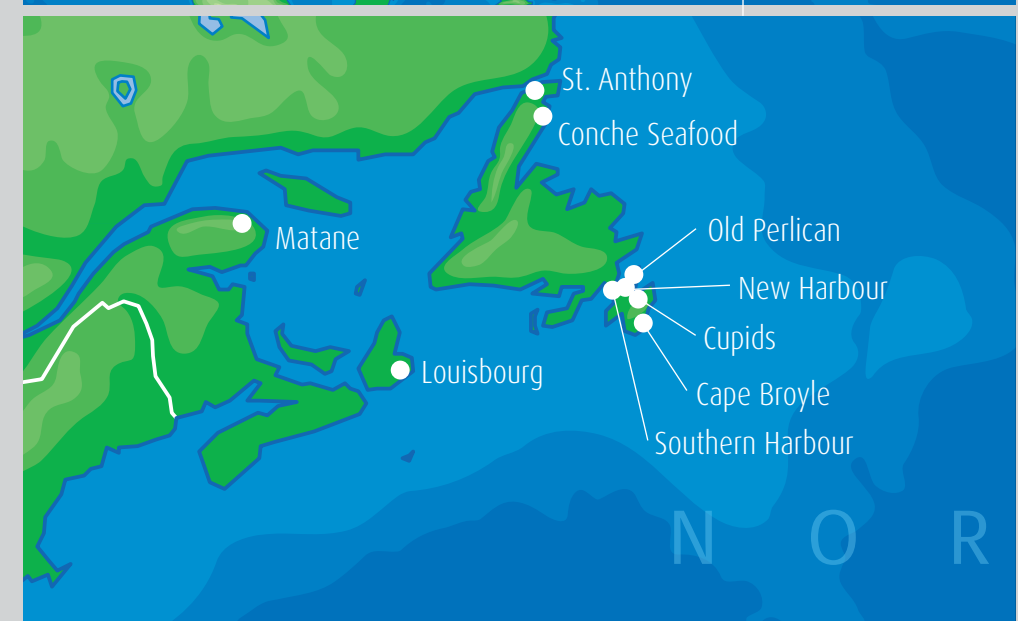 St. Anthony
Conche Seafood
Old Perlican
Matane
New Harbour
Cupids
Louisbourg
Cape Broyle
Southern Harbour
N O R